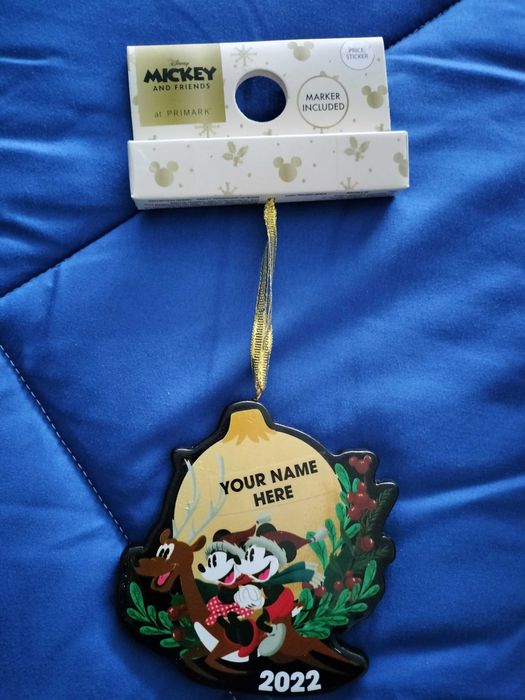 Disney
MICKEY
AND FRIENDS
at PRIMARK
PRICE
STICKER
MARKER
INCLUDED
YOUR NAME
HERE
2022